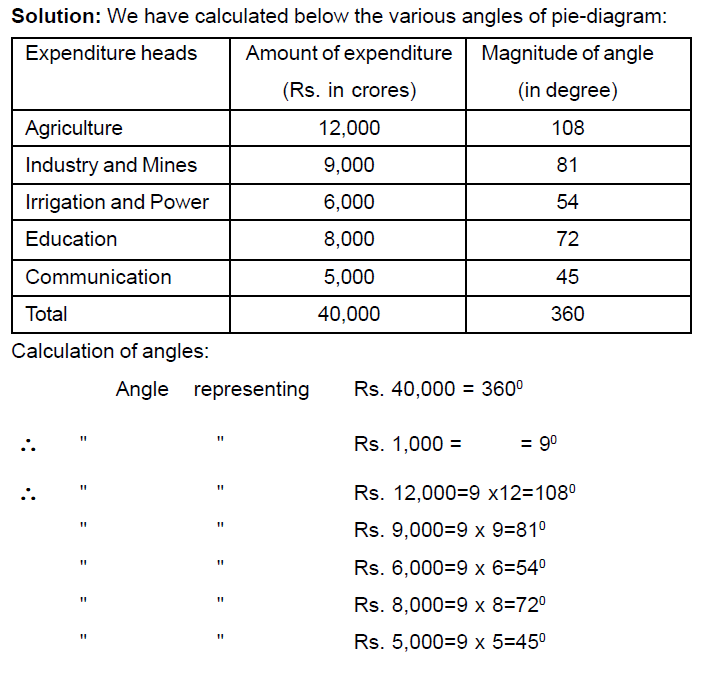 Solution: We have calculated below the various angles of pie-diagram:
Expenditure heads Amount of expenditure Magnitude of angle
(Rs. in crores) (in degree)
Agriculture 12,000 108
Industry and Mines 9,000 81
Irrigation and Power 6,000 54
Education 8,000 72
Communication 5,000 45
Total 40,000 360
Calculation of angles:
Angle representing Rs. 40,000 = 360⁰
∴ " " Rs. 1,000 = = 9⁰
∴ " " Rs. 12,000=9 x12=108⁰
" " Rs. 9,000=9 x 9=81⁰
" " Rs. 6,000=9 x 6=54⁰
" " Rs. 8,000=9 x 8=72⁰
" " Rs. 5,000=9 x 5=45⁰